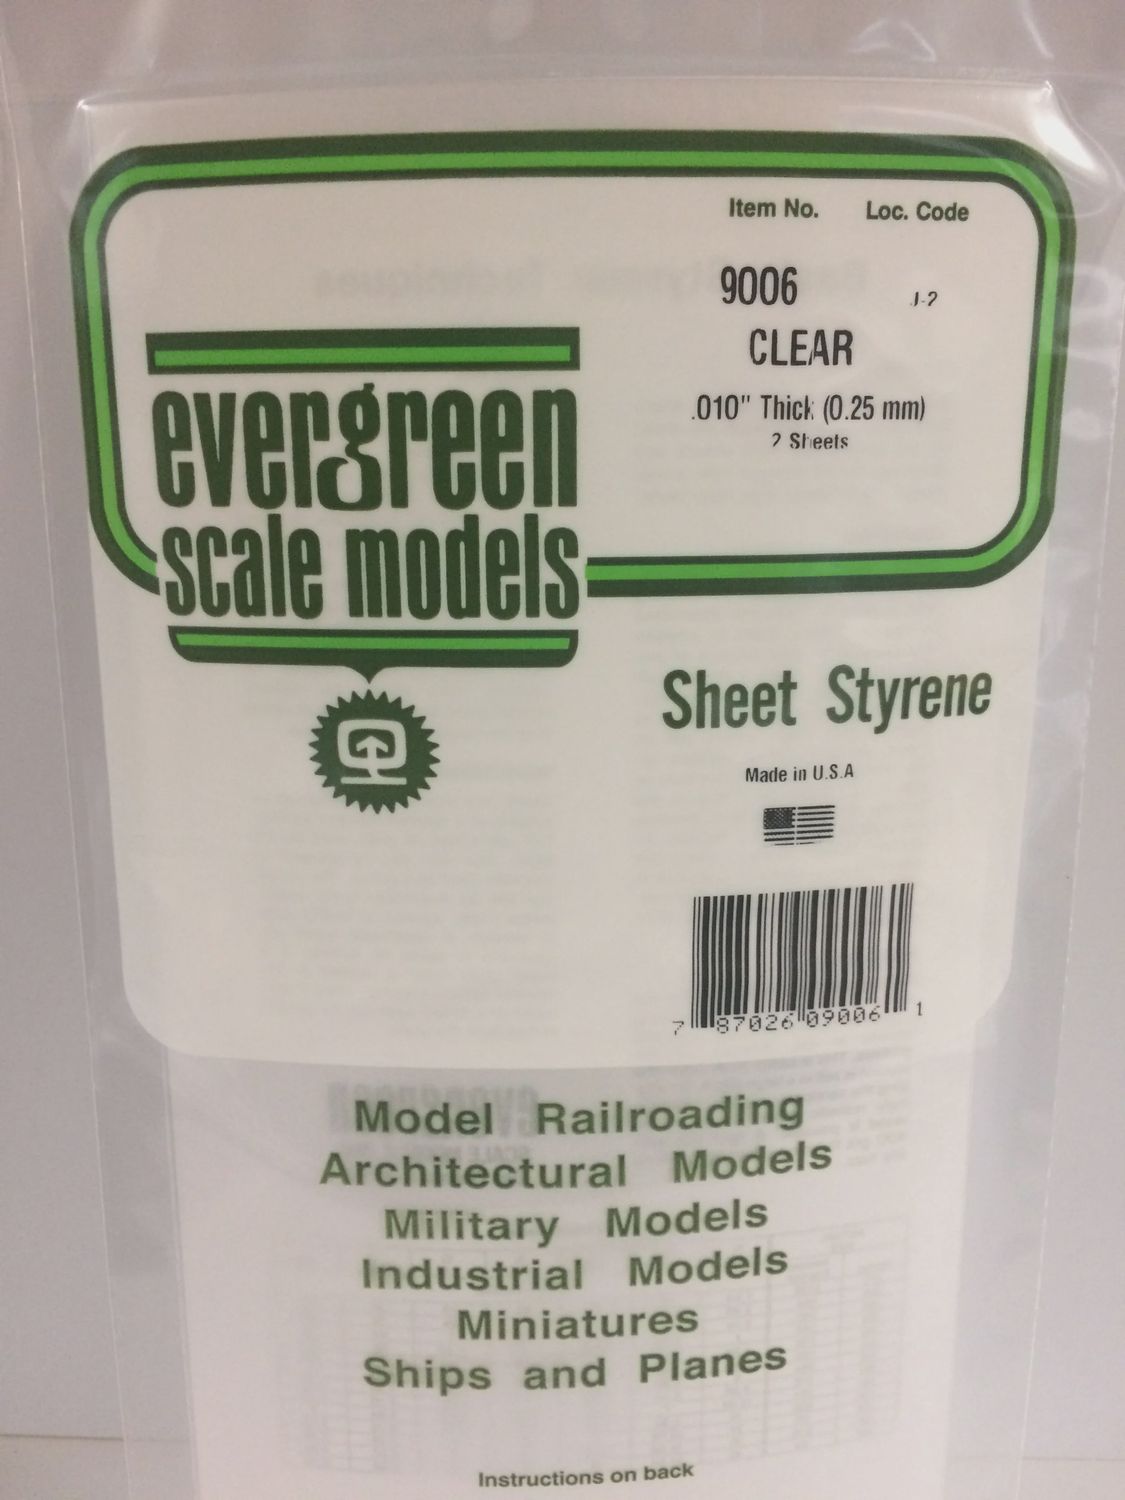 Item No. Loc. Code
9006 J-2
CLEAR
.010" Thick (0.25 mm)
2 Sheets
evergreen
scale models
Sheet Styrene
Made in U.S.A
7 87026 09006 1
Model Railroading
Architectural Models
Military Models
Industrial Models
Miniatures
Ships and Planes
Instructions on back